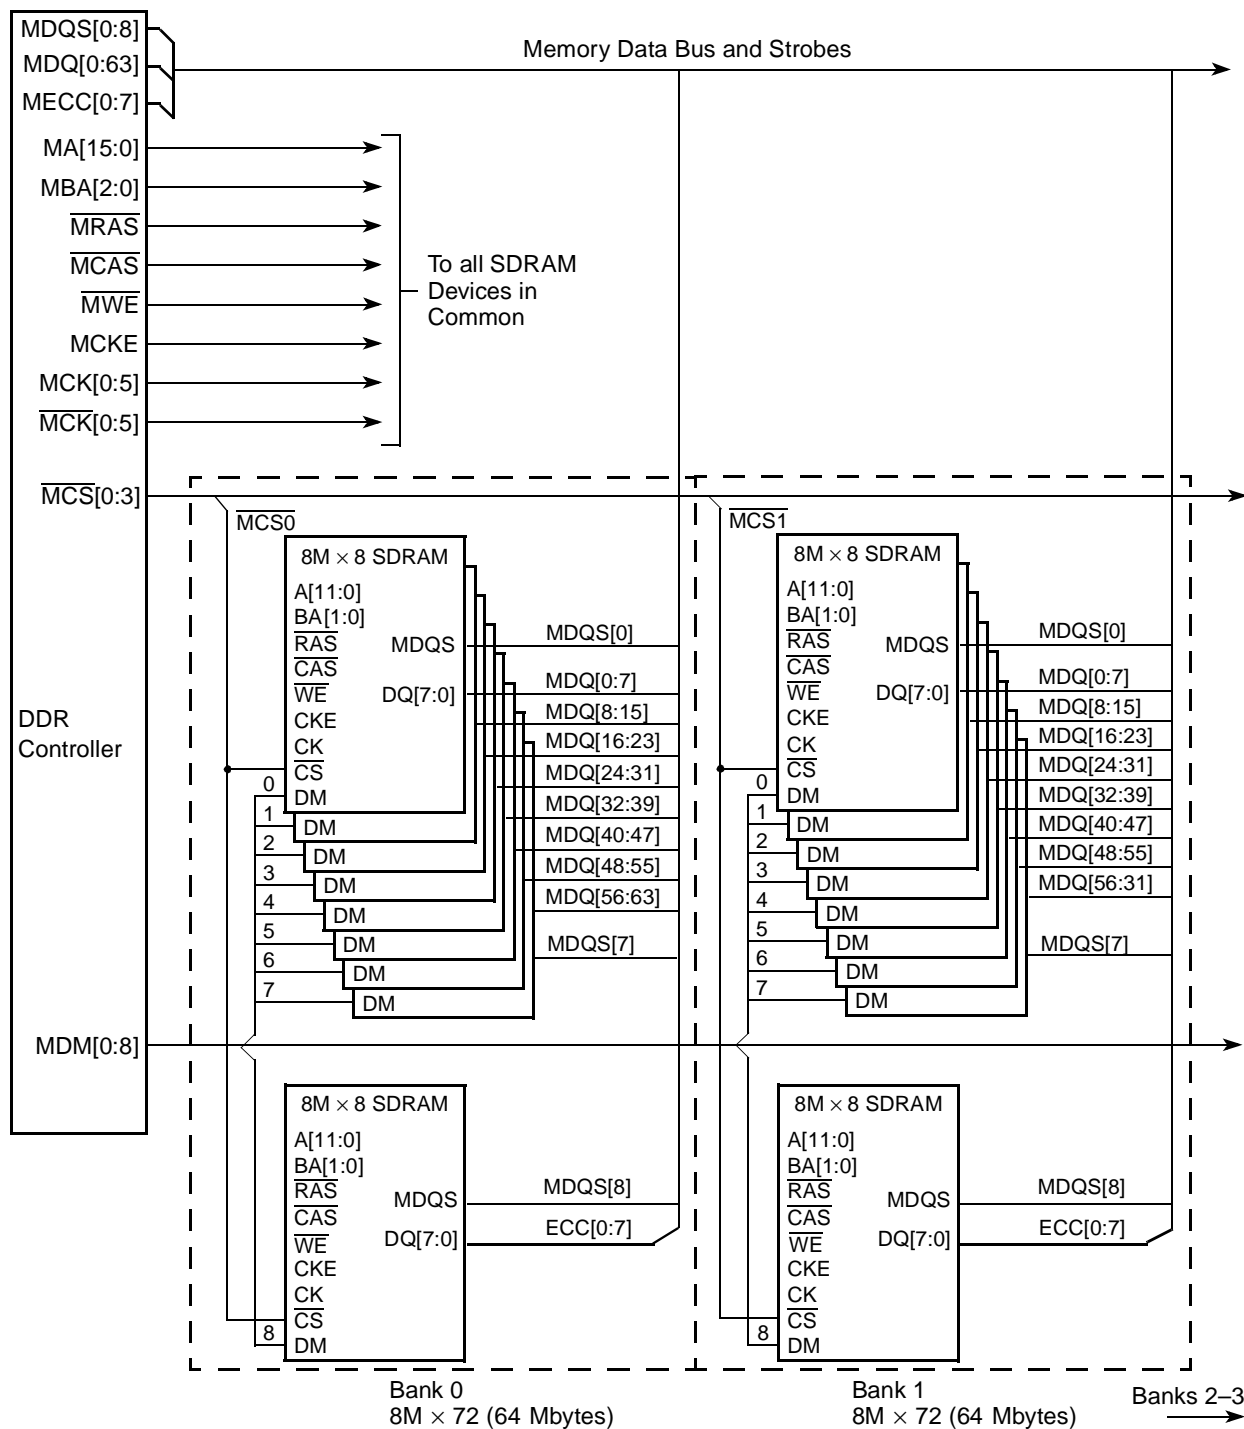 MDQS[0:8]
MDQ[0:63]
MECC[0:7]
Memory Data Bus and Strobes
MA[15:0]
MBA[2:0]
MRAS
MCAS
MWE
MCKE
MCK[0:5]
MCK[0:5]
To all SDRAM
Devices in
Common
MCS[0:3]
DDR
Controller
MDM[0:8]
MCS0
8M × 8 SDRAM
A[11:0]
BA[1:0]
RAS
CAS
WE
CKE
CK
CS
DM
MDQS
DQ[7:0]
0
1
2
3
4
5
6
7
DM
DM
DM
DM
DM
DM
DM
MDQS[0]
MDQ[0:7]
MDQ[8:15]
MDQ[16:23]
MDQ[24:31]
MDQ[32:39]
MDQ[40:47]
MDQ[48:55]
MDQ[56:63]
MDQS[7]
8M × 8 SDRAM
A[11:0]
BA[1:0]
RAS
CAS
WE
CKE
CK
CS
DM
8
MDQS
DQ[7:0]
MDQS[8]
ECC[0:7]
Bank 0
8M × 72 (64 Mbytes)
MCS1
8M × 8 SDRAM
A[11:0]
BA[1:0]
RAS
CAS
WE
CKE
CK
CS
DM
MDQS
DQ[7:0]
0
1
2
3
4
5
6
7
DM
DM
DM
DM
DM
DM
DM
MDQS[0]
MDQ[0:7]
MDQ[8:15]
MDQ[16:23]
MDQ[24:31]
MDQ[32:39]
MDQ[40:47]
MDQ[48:55]
MDQ[56:31]
MDQS[7]
8M × 8 SDRAM
A[11:0]
BA[1:0]
RAS
CAS
WE
CKE
CK
CS
DM
8
MDQS
DQ[7:0]
MDQS[8]
ECC[0:7]
Bank 1
8M × 72 (64 Mbytes)
Banks 2–3